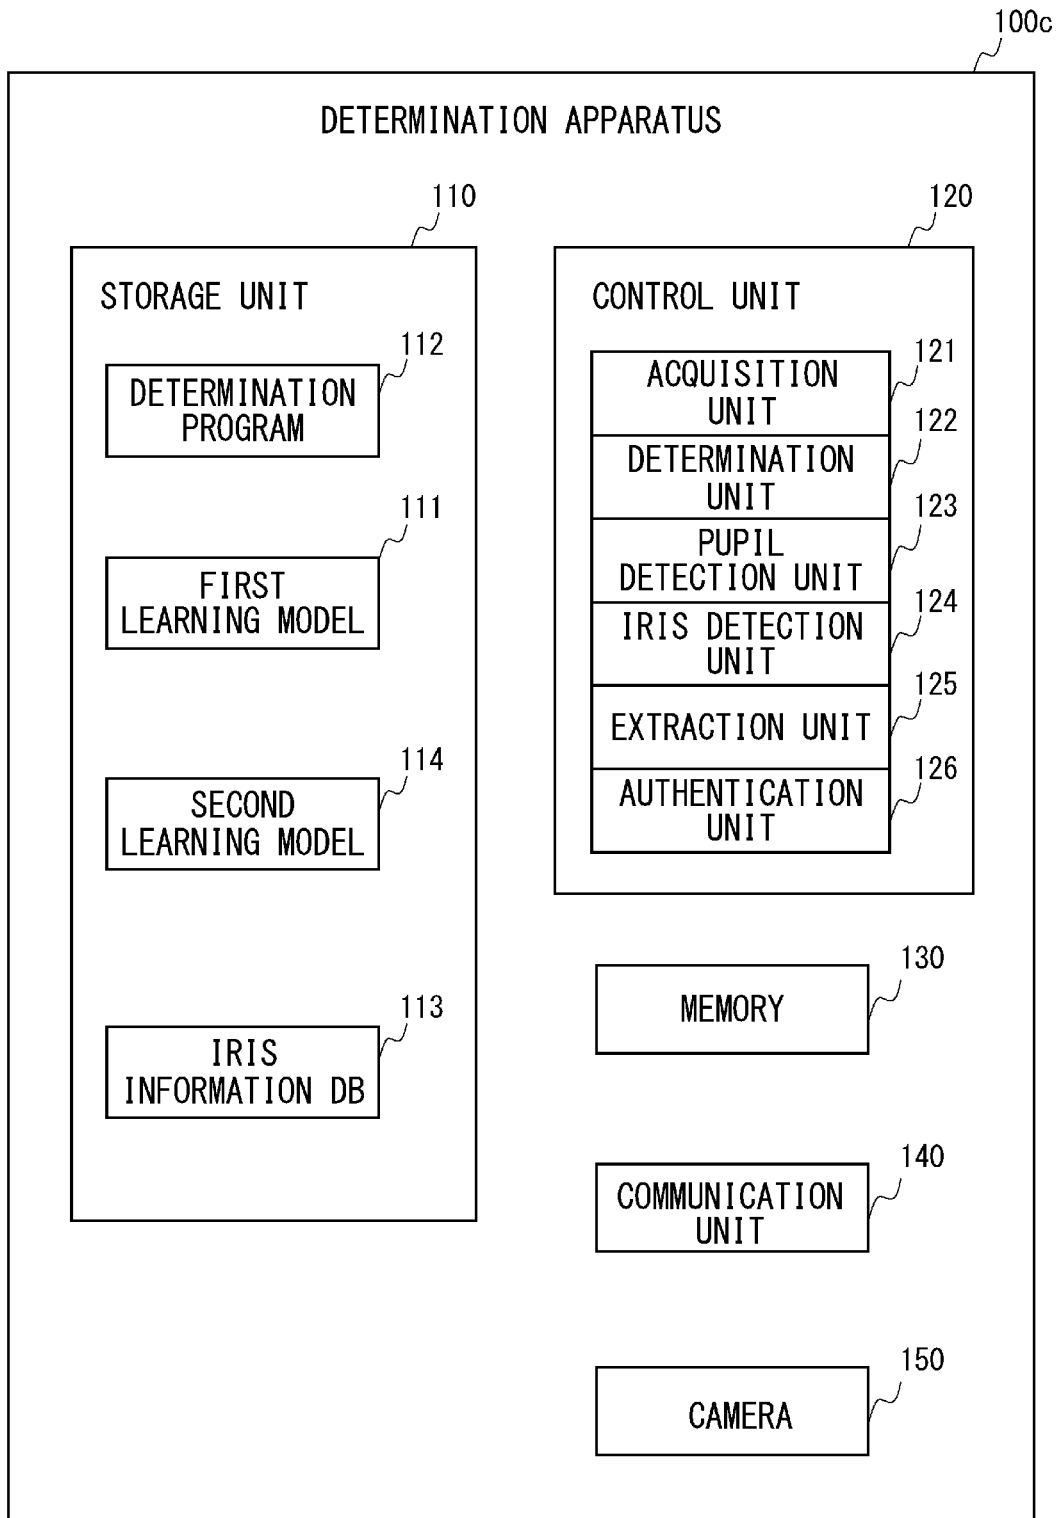 100c
DETERMINATION APPARATUS
110
STORAGE UNIT
112
DETERMINATION
PROGRAM
111
FIRST
LEARNING MODEL
114
SECOND
LEARNING MODEL
113
IRIS
INFORMATION DB
120
CONTROL UNIT
121
ACQUISITION
UNIT
122
DETERMINATION
UNIT
123
PUPIL
DETECTION UNIT
124
IRIS DETECTION
UNIT
125
EXTRACTION UNIT
126
AUTHENTICATION
UNIT
130
MEMORY
140
COMMUNICATION
UNIT
150
CAMERA